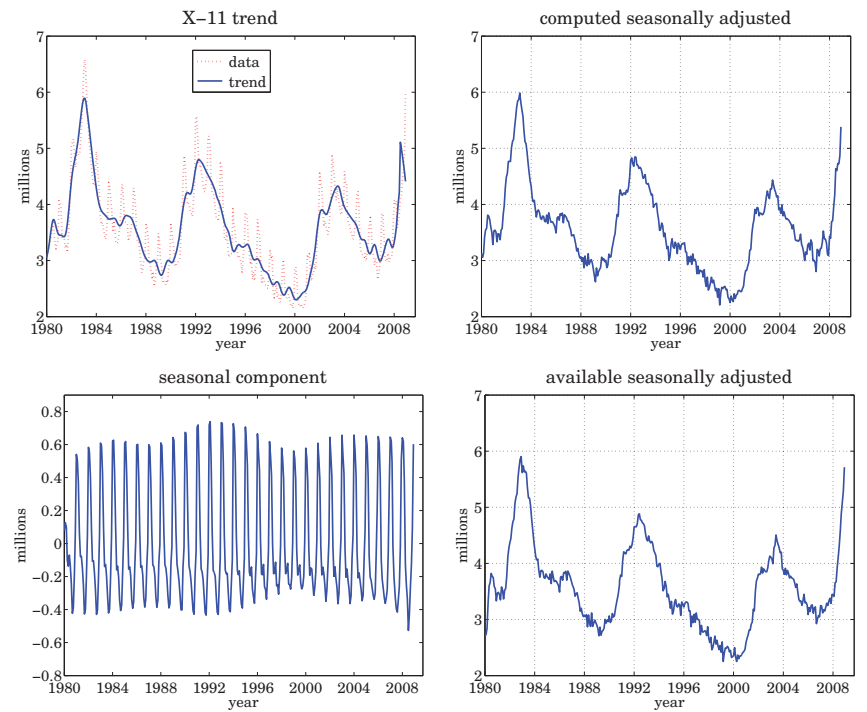 X–11 trend
7
6
5
4
3
2
millions
data
trend
1980 1984 1988 1992 1996 2000 2004 2008
year
computed seasonally adjusted
7
6
5
4
3
2
millions
1980 1984 1988 1992 1996 2000 2004 2008
year
seasonal component
0.8
0.6
0.4
0.2
0
−0.2
−0.4
−0.6
−0.8
millions
1980 1984 1988 1992 1996 2000 2004 2008
year
available seasonally adjusted
7
6
5
4
3
2
millions
1980 1984 1988 1992 1996 2000 2004 2008
year